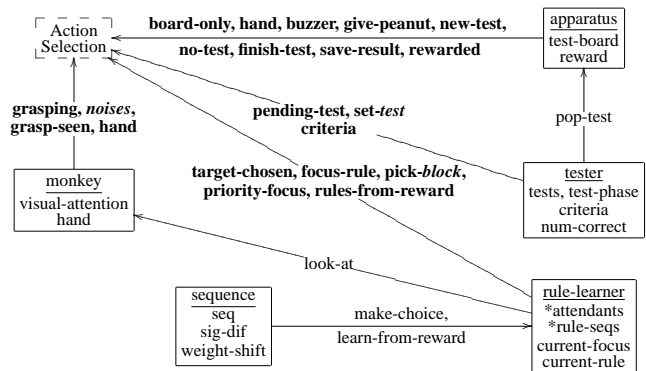 Action
Selection
board-only, hand, buzzer, give-peanut, new-test,
no-test, finish-test, save-result, rewarded
apparatus
test-board
reward
grasping, noises,
grasp-seen, hand
pending-test, set-test
criteria
pop-test
target-chosen, focus-rule, pick-block,
priority-focus, rules-from-reward
monkey
visual-attention
hand
tester
tests, test-phase
criteria
num-correct
look-at
sequence
seq
sig-dif
weight-shift
make-choice,
learn-from-reward
rule-learner
*attendants
*rule-seqs
current-focus
current-rule